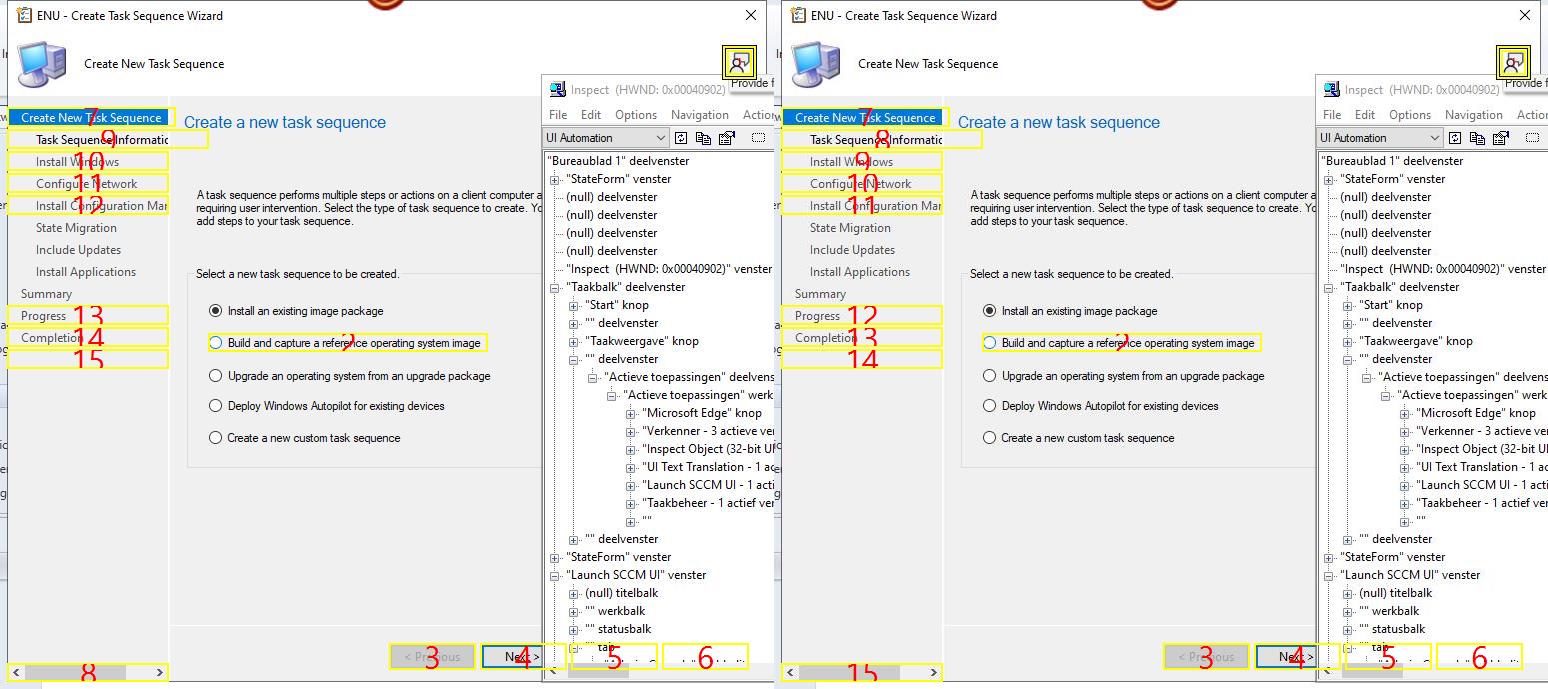 ENU - Create Task Sequence Wizard
Create New Task Sequence
Provide f
Inspect (HWND: 0x00040902)
File Edit Options Navigation Action
UI Automation
Create New Task Sequence
7
Task Sequence Informatic
9
Install Windows
10
Configure Network
11
Install Configuration Mar
12
State Migration
Include Updates
Install Applications
Summary
Progress
13
Completion
14
15
8
Create a new task sequence
A task sequence performs multiple steps or actions on a client computer a
requiring user intervention. Select the type of task sequence to create. Yo
add steps to your task sequence.
Select a new task sequence to be created.
Install an existing image package
Build and capture a reference operating system image
2
Upgrade an operating system from an upgrade package
Deploy Windows Autopilot for existing devices
Create a new custom task sequence
< Previous
3
Next >
4
5
6
"Bureaublad 1" deelvenster
"StateForm" venster
(null) deelvenster
(null) deelvenster
(null) deelvenster
(null) deelvenster
"Inspect (HWND: 0x00040902)" venster
"Taakbalk" deelvenster
"Start" knop
"" deelvenster
"Taakweergave" knop
"" deelvenster
"Actieve toepassingen" deelvens
"Actieve toepassingen" werk
"Microsoft Edge" knop
"Verkenner - 3 actieve ver
"Inspect Object (32-bit UI
"UI Text Translation - 1 ac
"Launch SCCM UI - 1 acti
"Taakbeheer - 1 actief ver
""
"" deelvenster
"StateForm" venster
"Launch SCCM UI" venster
(null) titelbalk
"" werkbalk
"" statusbalk
"" tab
ENU - Create Task Sequence Wizard
Create New Task Sequence
Provide f
Inspect (HWND: 0x00040902)
File Edit Options Navigation Action
UI Automation
Create New Task Sequence
7
Task Sequence Informatic
8
Install Windows
9
Configure Network
10
Install Configuration Mar
11
State Migration
Include Updates
Install Applications
Summary
Progress
12
Completion
13
14
15
Create a new task sequence
A task sequence performs multiple steps or actions on a client computer a
requiring user intervention. Select the type of task sequence to create. Yo
add steps to your task sequence.
Select a new task sequence to be created.
Install an existing image package
Build and capture a reference operating system image
2
Upgrade an operating system from an upgrade package
Deploy Windows Autopilot for existing devices
Create a new custom task sequence
< Previous
3
Next >
4
5
6
"Bureaublad 1" deelvenster
"StateForm" venster
(null) deelvenster
(null) deelvenster
(null) deelvenster
(null) deelvenster
"Inspect (HWND: 0x00040902)" venster
"Taakbalk" deelvenster
"Start" knop
"" deelvenster
"Taakweergave" knop
"" deelvenster
"Actieve toepassingen" deelvens
"Actieve toepassingen" werk
"Microsoft Edge" knop
"Verkenner - 3 actieve ver
"Inspect Object (32-bit UI
"UI Text Translation - 1 ac
"Launch SCCM UI - 1 acti
"Taakbeheer - 1 actief ver
""
"" deelvenster
"StateForm" venster
"Launch SCCM UI" venster
(null) titelbalk
"" werkbalk
"" statusbalk
"" tab